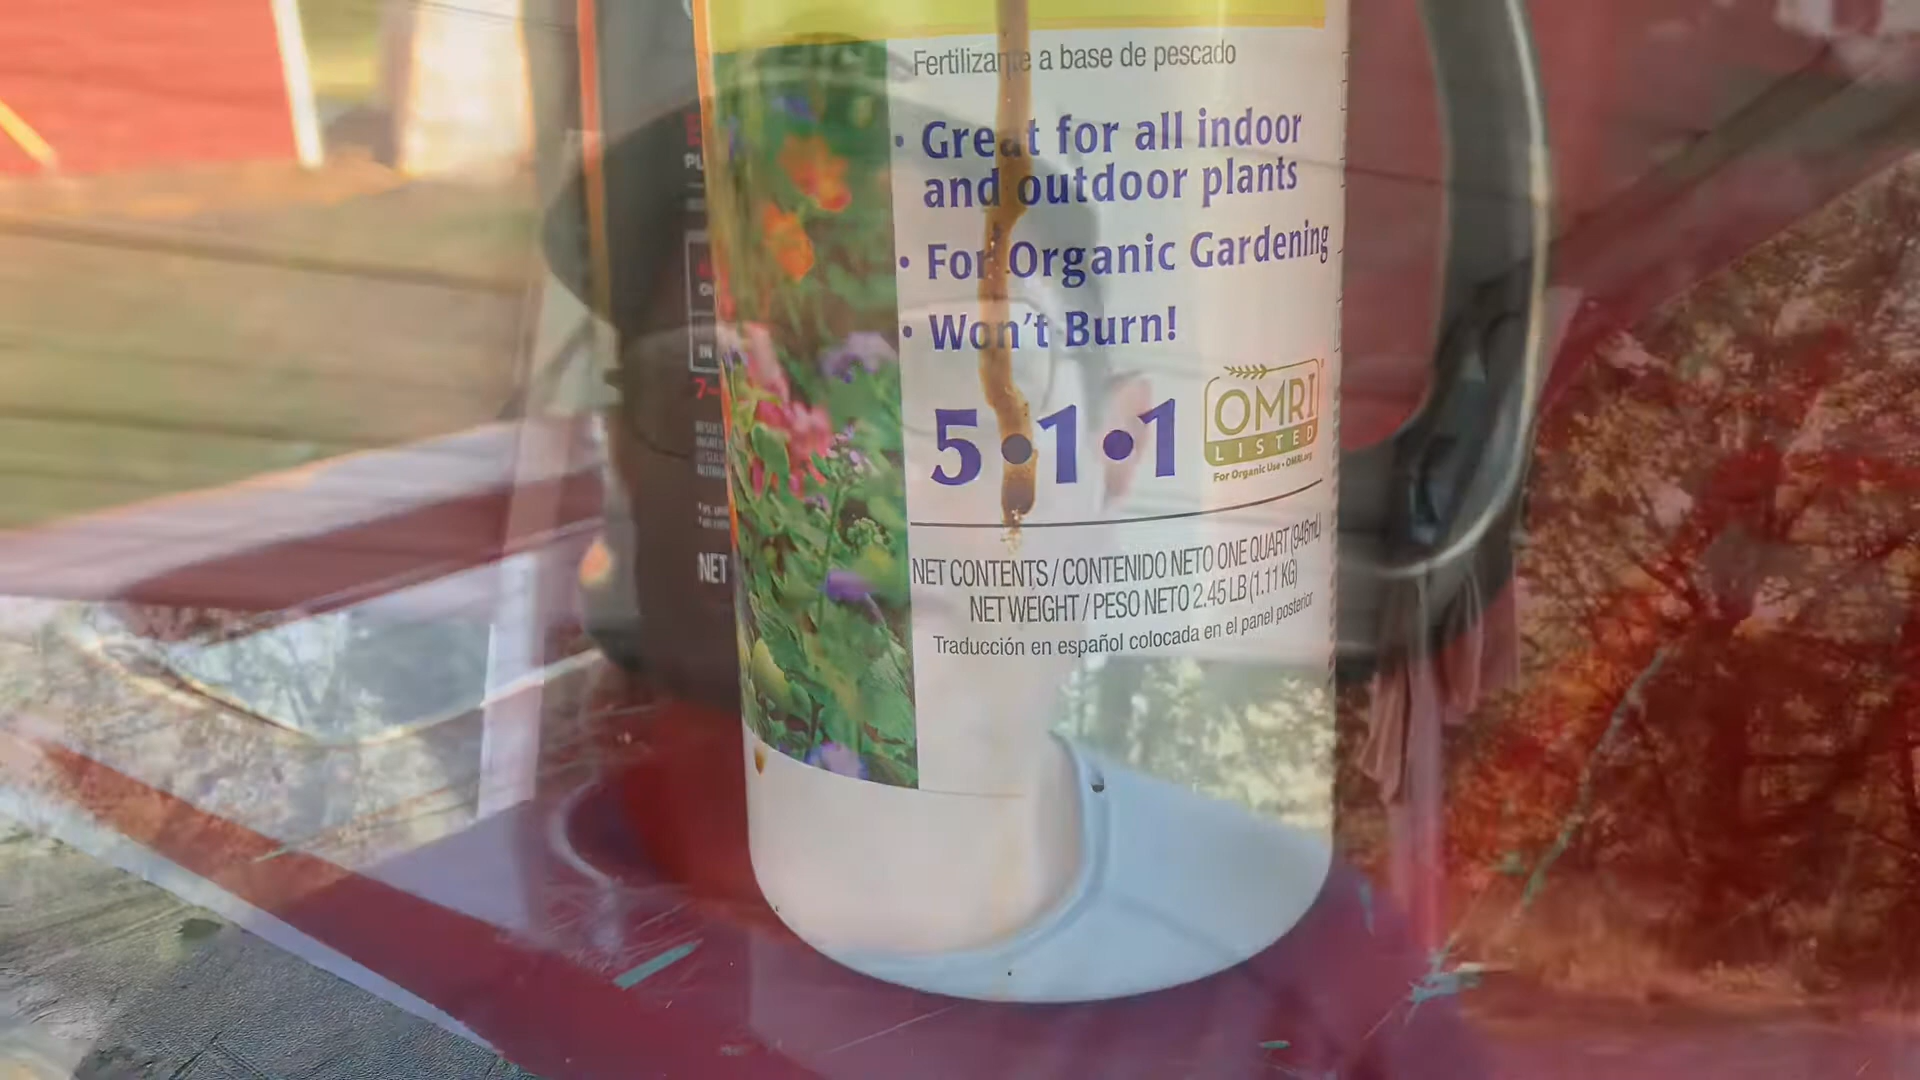 Fertilizante a base de pescado
• Great for all indoor
and outdoor plants
• For Organic Gardening
• Won't Burn!
5•1•1
OMRI
LISTED
For Organic Use • OMRI.org
NET CONTENTS / CONTENIDO NETO ONE QUART (946mL)
NET WEIGHT / PESO NETO 2.45 LB (1.11 KG)
Traducción en español colocada en el panel posterior
NET